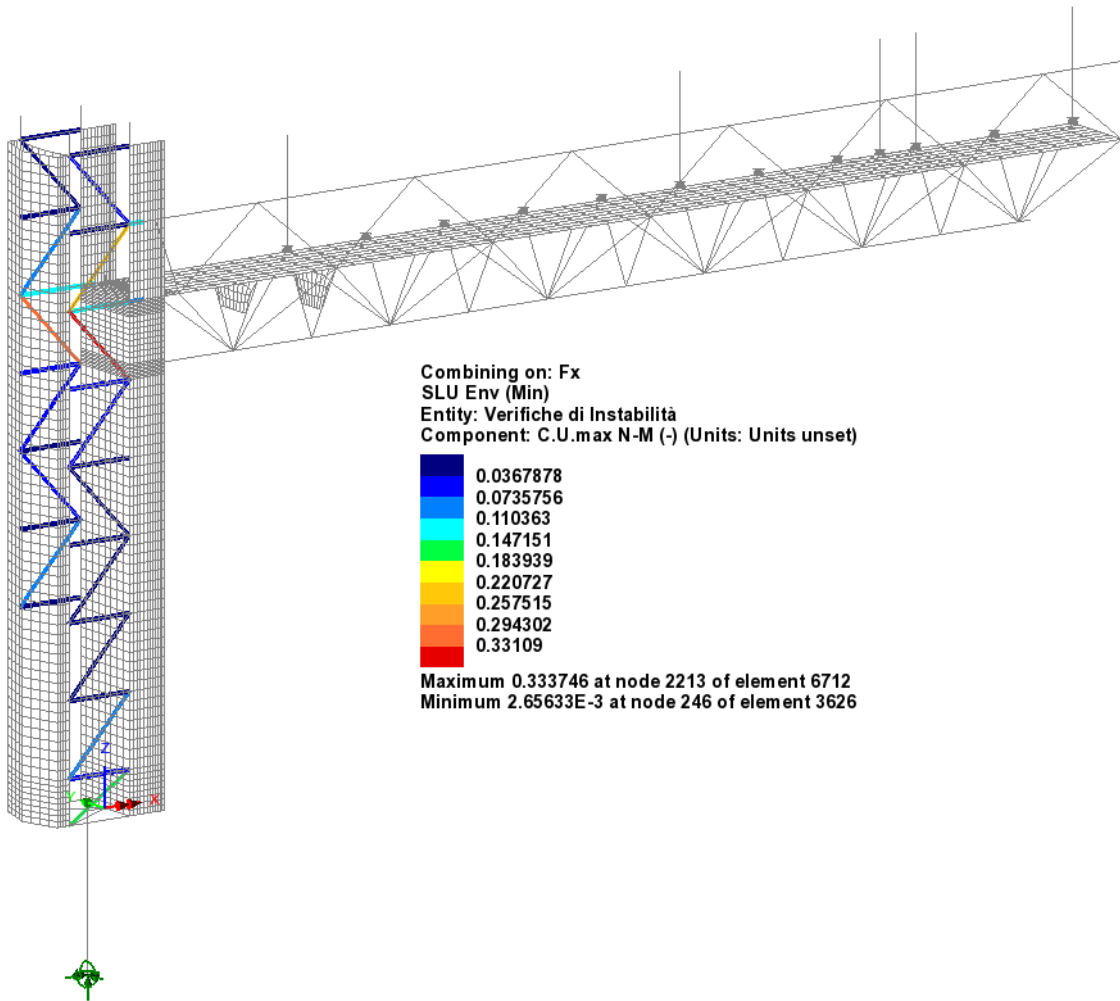 Combining on: Fx
SLU Env (Min)
Entity: Verifiche di Instabilità
Component: C.U.max N-M (-) (Units: Units unset)
0.0367878
0.0735756
0.110363
0.147151
0.183939
0.220727
0.257515
0.294302
0.33109
Maximum 0.333746 at node 2213 of element 6712
Minimum 2.65633E-3 at node 246 of element 3626
Z
Y
X